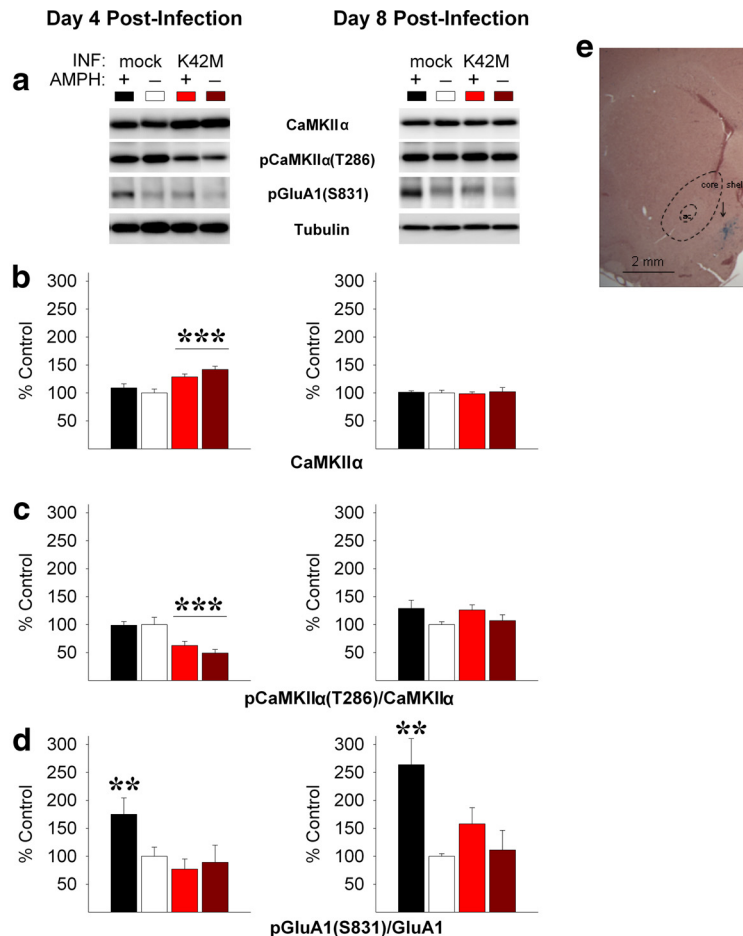 Day 4 Post-Infection
Day 8 Post-Infection
a
INF: mock K42M
AMPH: + – + –
mock K42M
+ – + –
CaMKIIα
pCaMKIIα(T286)
pGluA1(S831)
Tubulin
e
core
shell
ac
2 mm
b
% Control
300
250
200
150
100
50
***
% Control
300
250
200
150
100
50
CaMKIIα
c
% Control
300
250
200
150
100
50
***
% Control
300
250
200
150
100
50
pCaMKIIα(T286)/CaMKIIα
d
% Control
300
250
200
150
100
50
**
% Control
300
250
200
150
100
50
**
pGluA1(S831)/GluA1